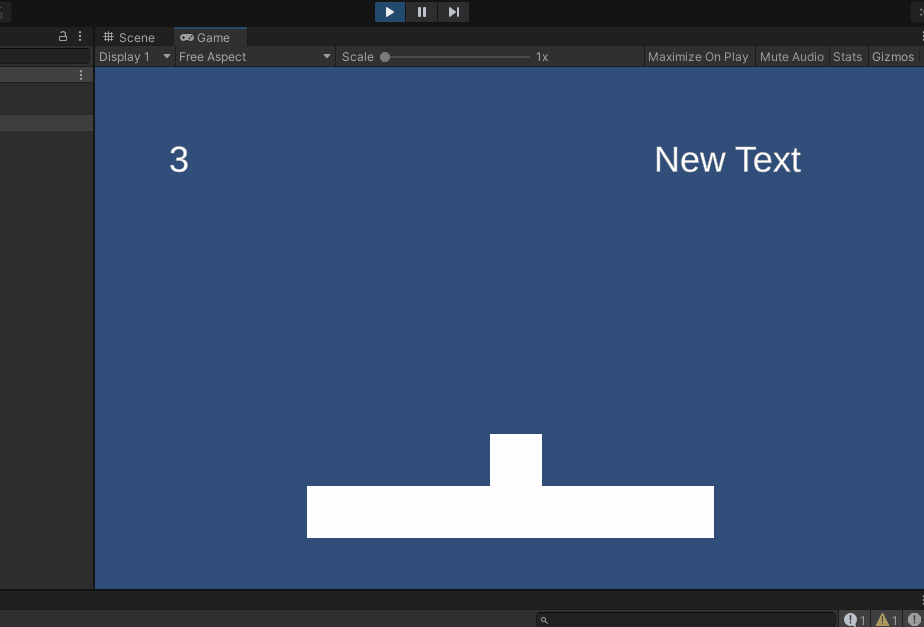 Scene Game
Display 1 Free Aspect Scale 1x Maximize On Play Mute Audio Stats Gizmos
3 New Text
1 1